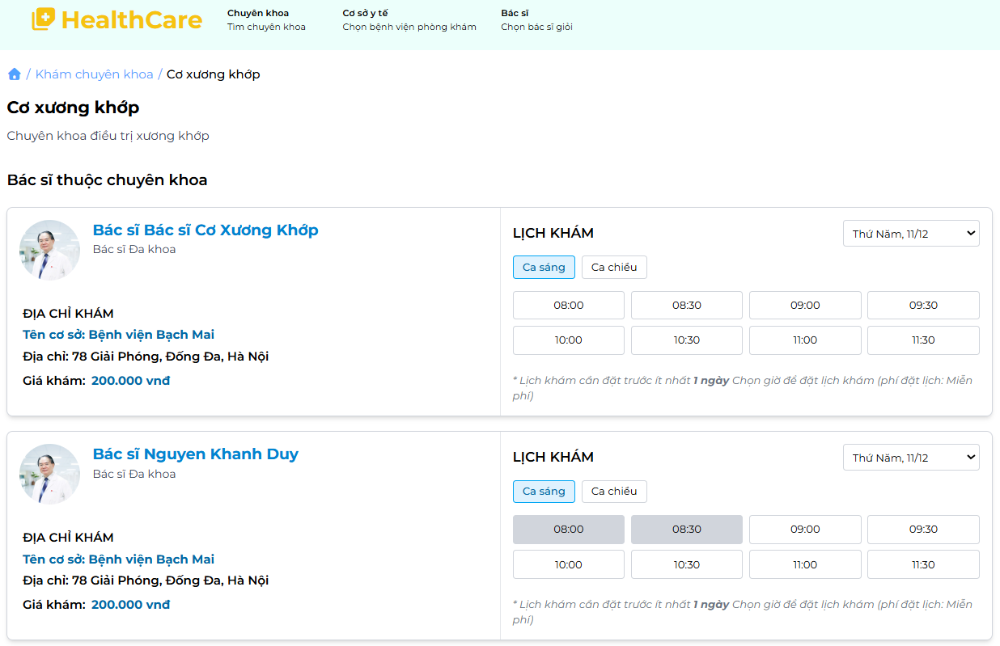 HealthCare
Chuyên khoa
Tìm chuyên khoa
Cơ sở y tế
Chọn bệnh viện phòng khám
Bác sĩ
Chọn bác sĩ giỏi
/ Khám chuyên khoa / Cơ xương khớp
Cơ xương khớp
Chuyên khoa điều trị xương khớp
Bác sĩ thuộc chuyên khoa
Bác sĩ Bác sĩ Cơ Xương Khớp
Bác sĩ Đa khoa
ĐỊA CHỈ KHÁM
Tên cơ sở: Bệnh viện Bạch Mai
Địa chỉ: 78 Giải Phóng, Đống Đa, Hà Nội
Giá khám: 200.000 vnđ
LỊCH KHÁM
Thứ Năm, 11/12
Ca sáng Ca chiều
08:00 08:30 09:00 09:30
10:00 10:30 11:00 11:30
* Lịch khám cần đặt trước ít nhất 1 ngày Chọn giờ để đặt lịch khám (phí đặt lịch: Miễn
phí)
Bác sĩ Nguyen Khanh Duy
Bác sĩ Đa khoa
ĐỊA CHỈ KHÁM
Tên cơ sở: Bệnh viện Bạch Mai
Địa chỉ: 78 Giải Phóng, Đống Đa, Hà Nội
Giá khám: 200.000 vnđ
LỊCH KHÁM
Thứ Năm, 11/12
Ca sáng Ca chiều
08:00 08:30 09:00 09:30
10:00 10:30 11:00 11:30
* Lịch khám cần đặt trước ít nhất 1 ngày Chọn giờ để đặt lịch khám (phí đặt lịch: Miễn
phí)